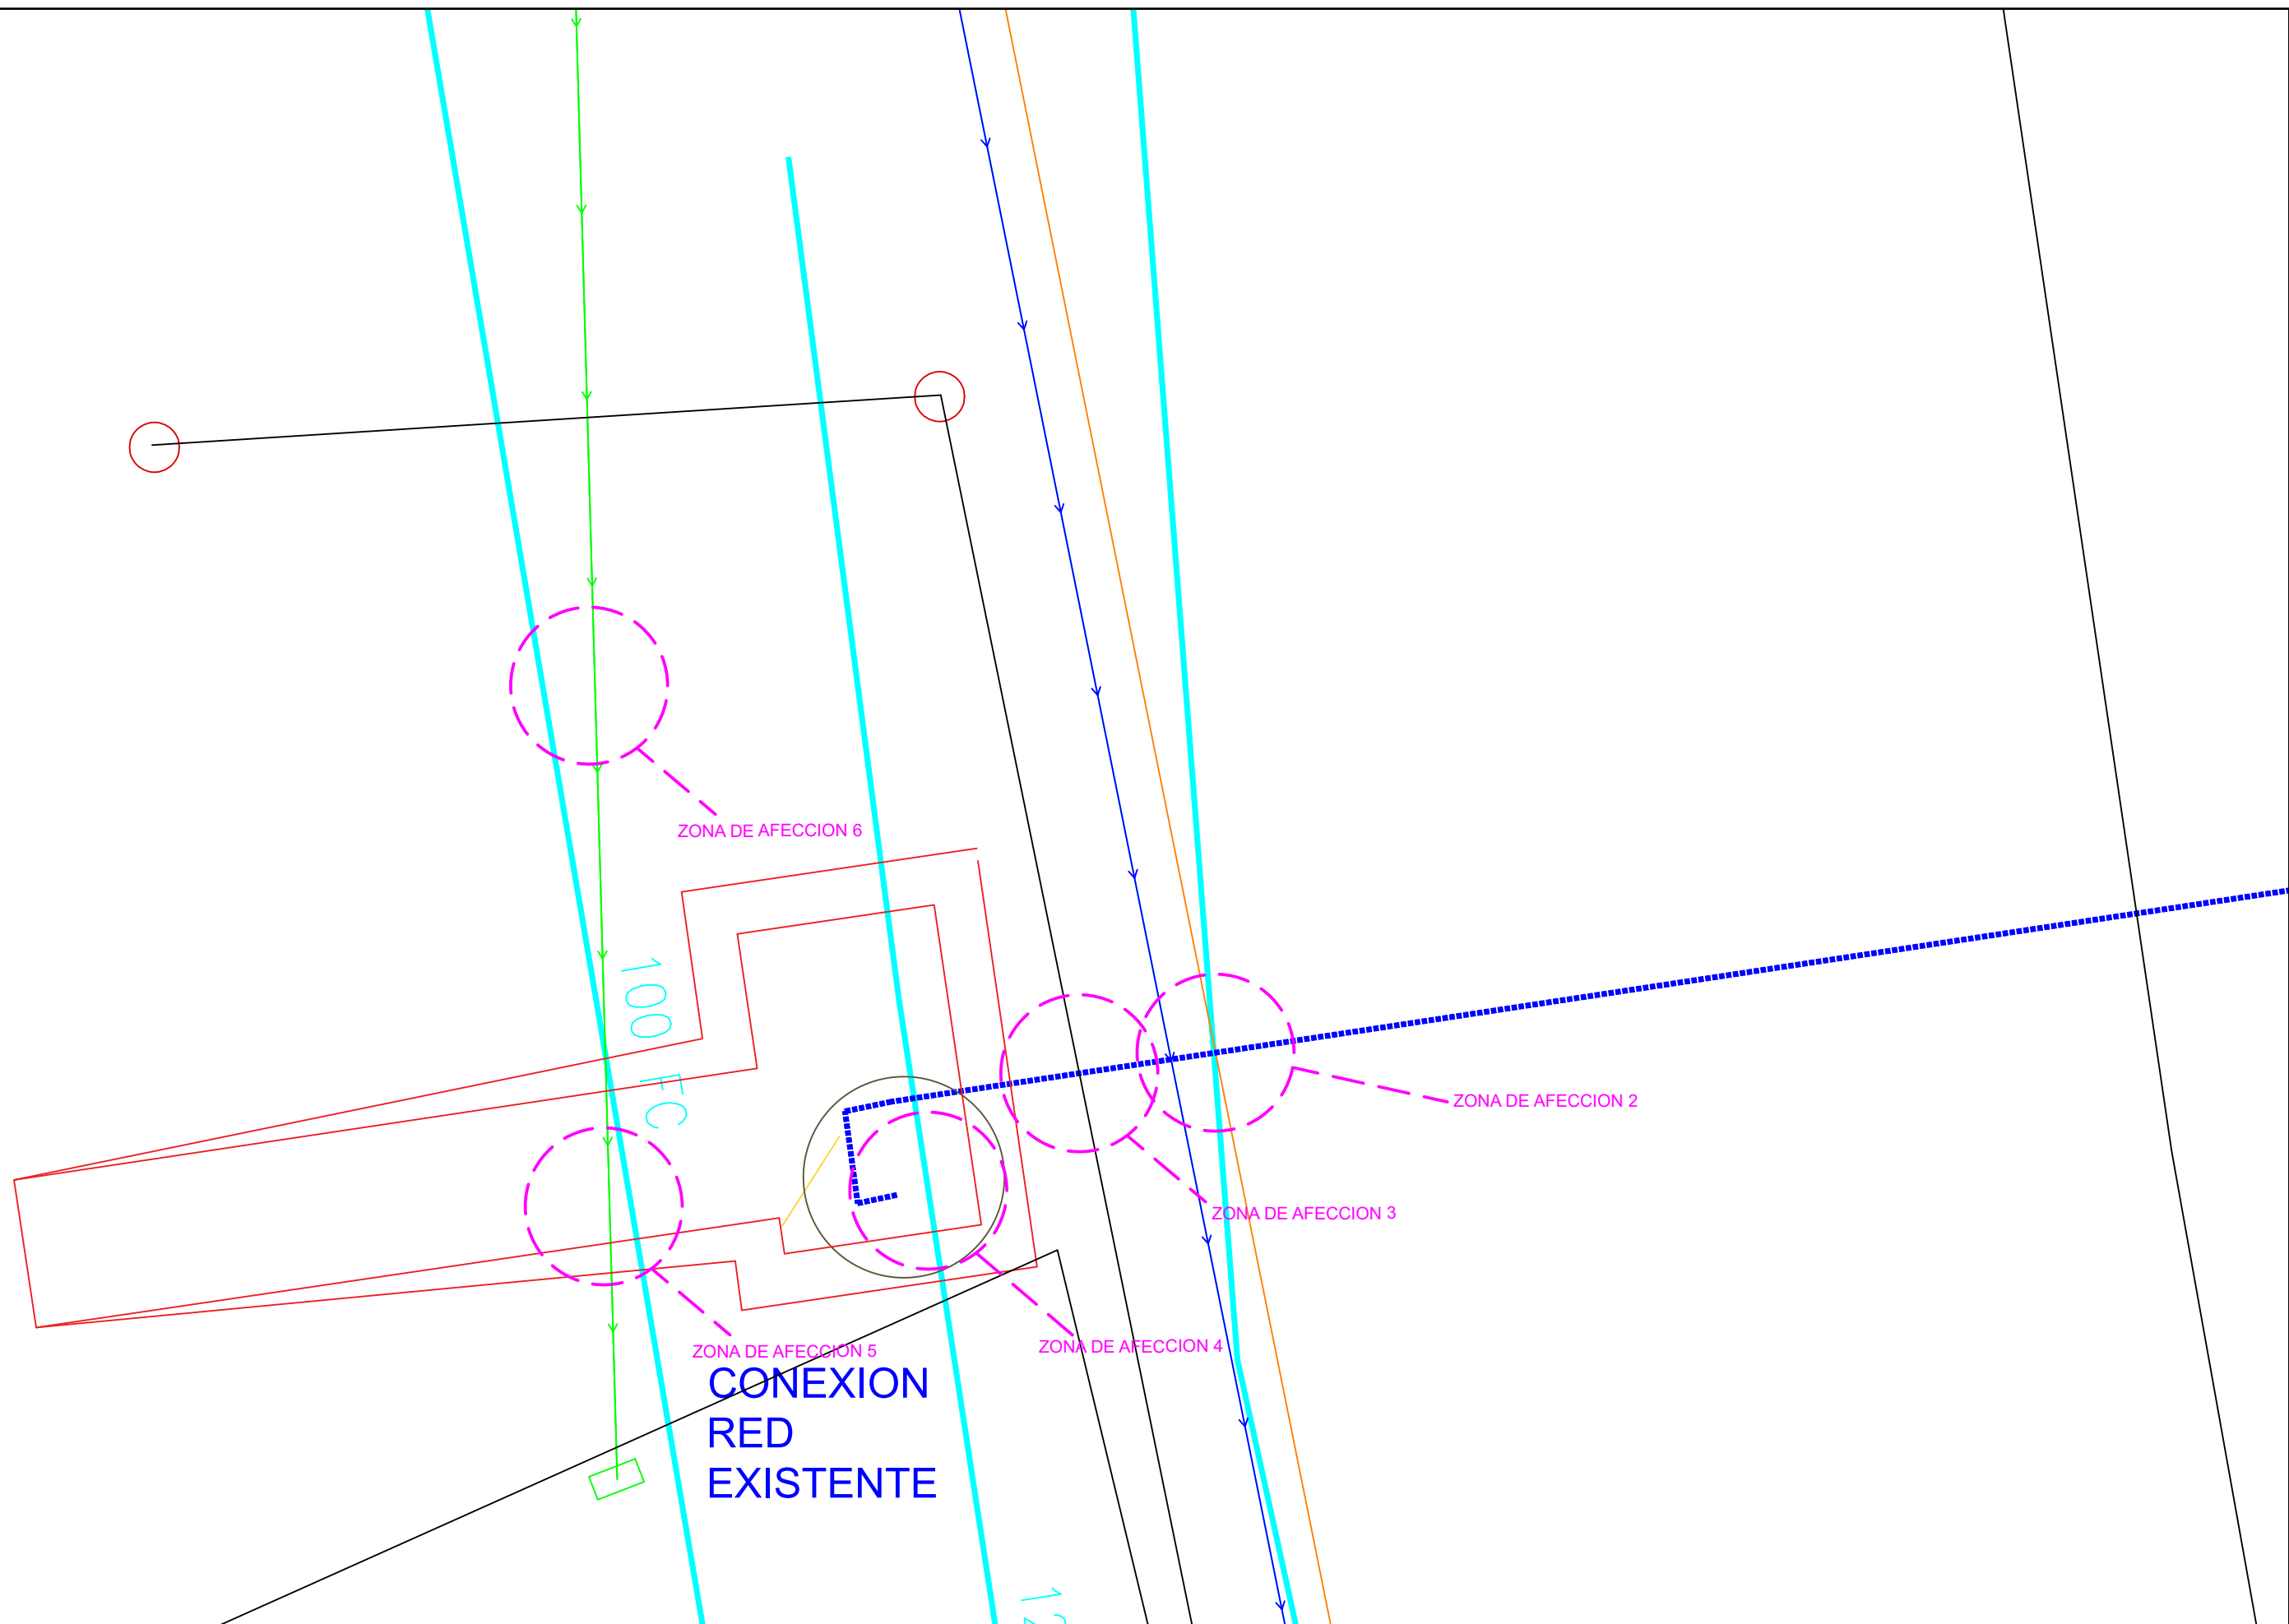 ZONA DE AFECCION 6
100 FC
ZONA DE AFECCION 2
ZONA DE AFECCION 3
ZONA DE AFECCION 4
ZONA DE AFECCION 5
CONEXION
RED
EXISTENTE